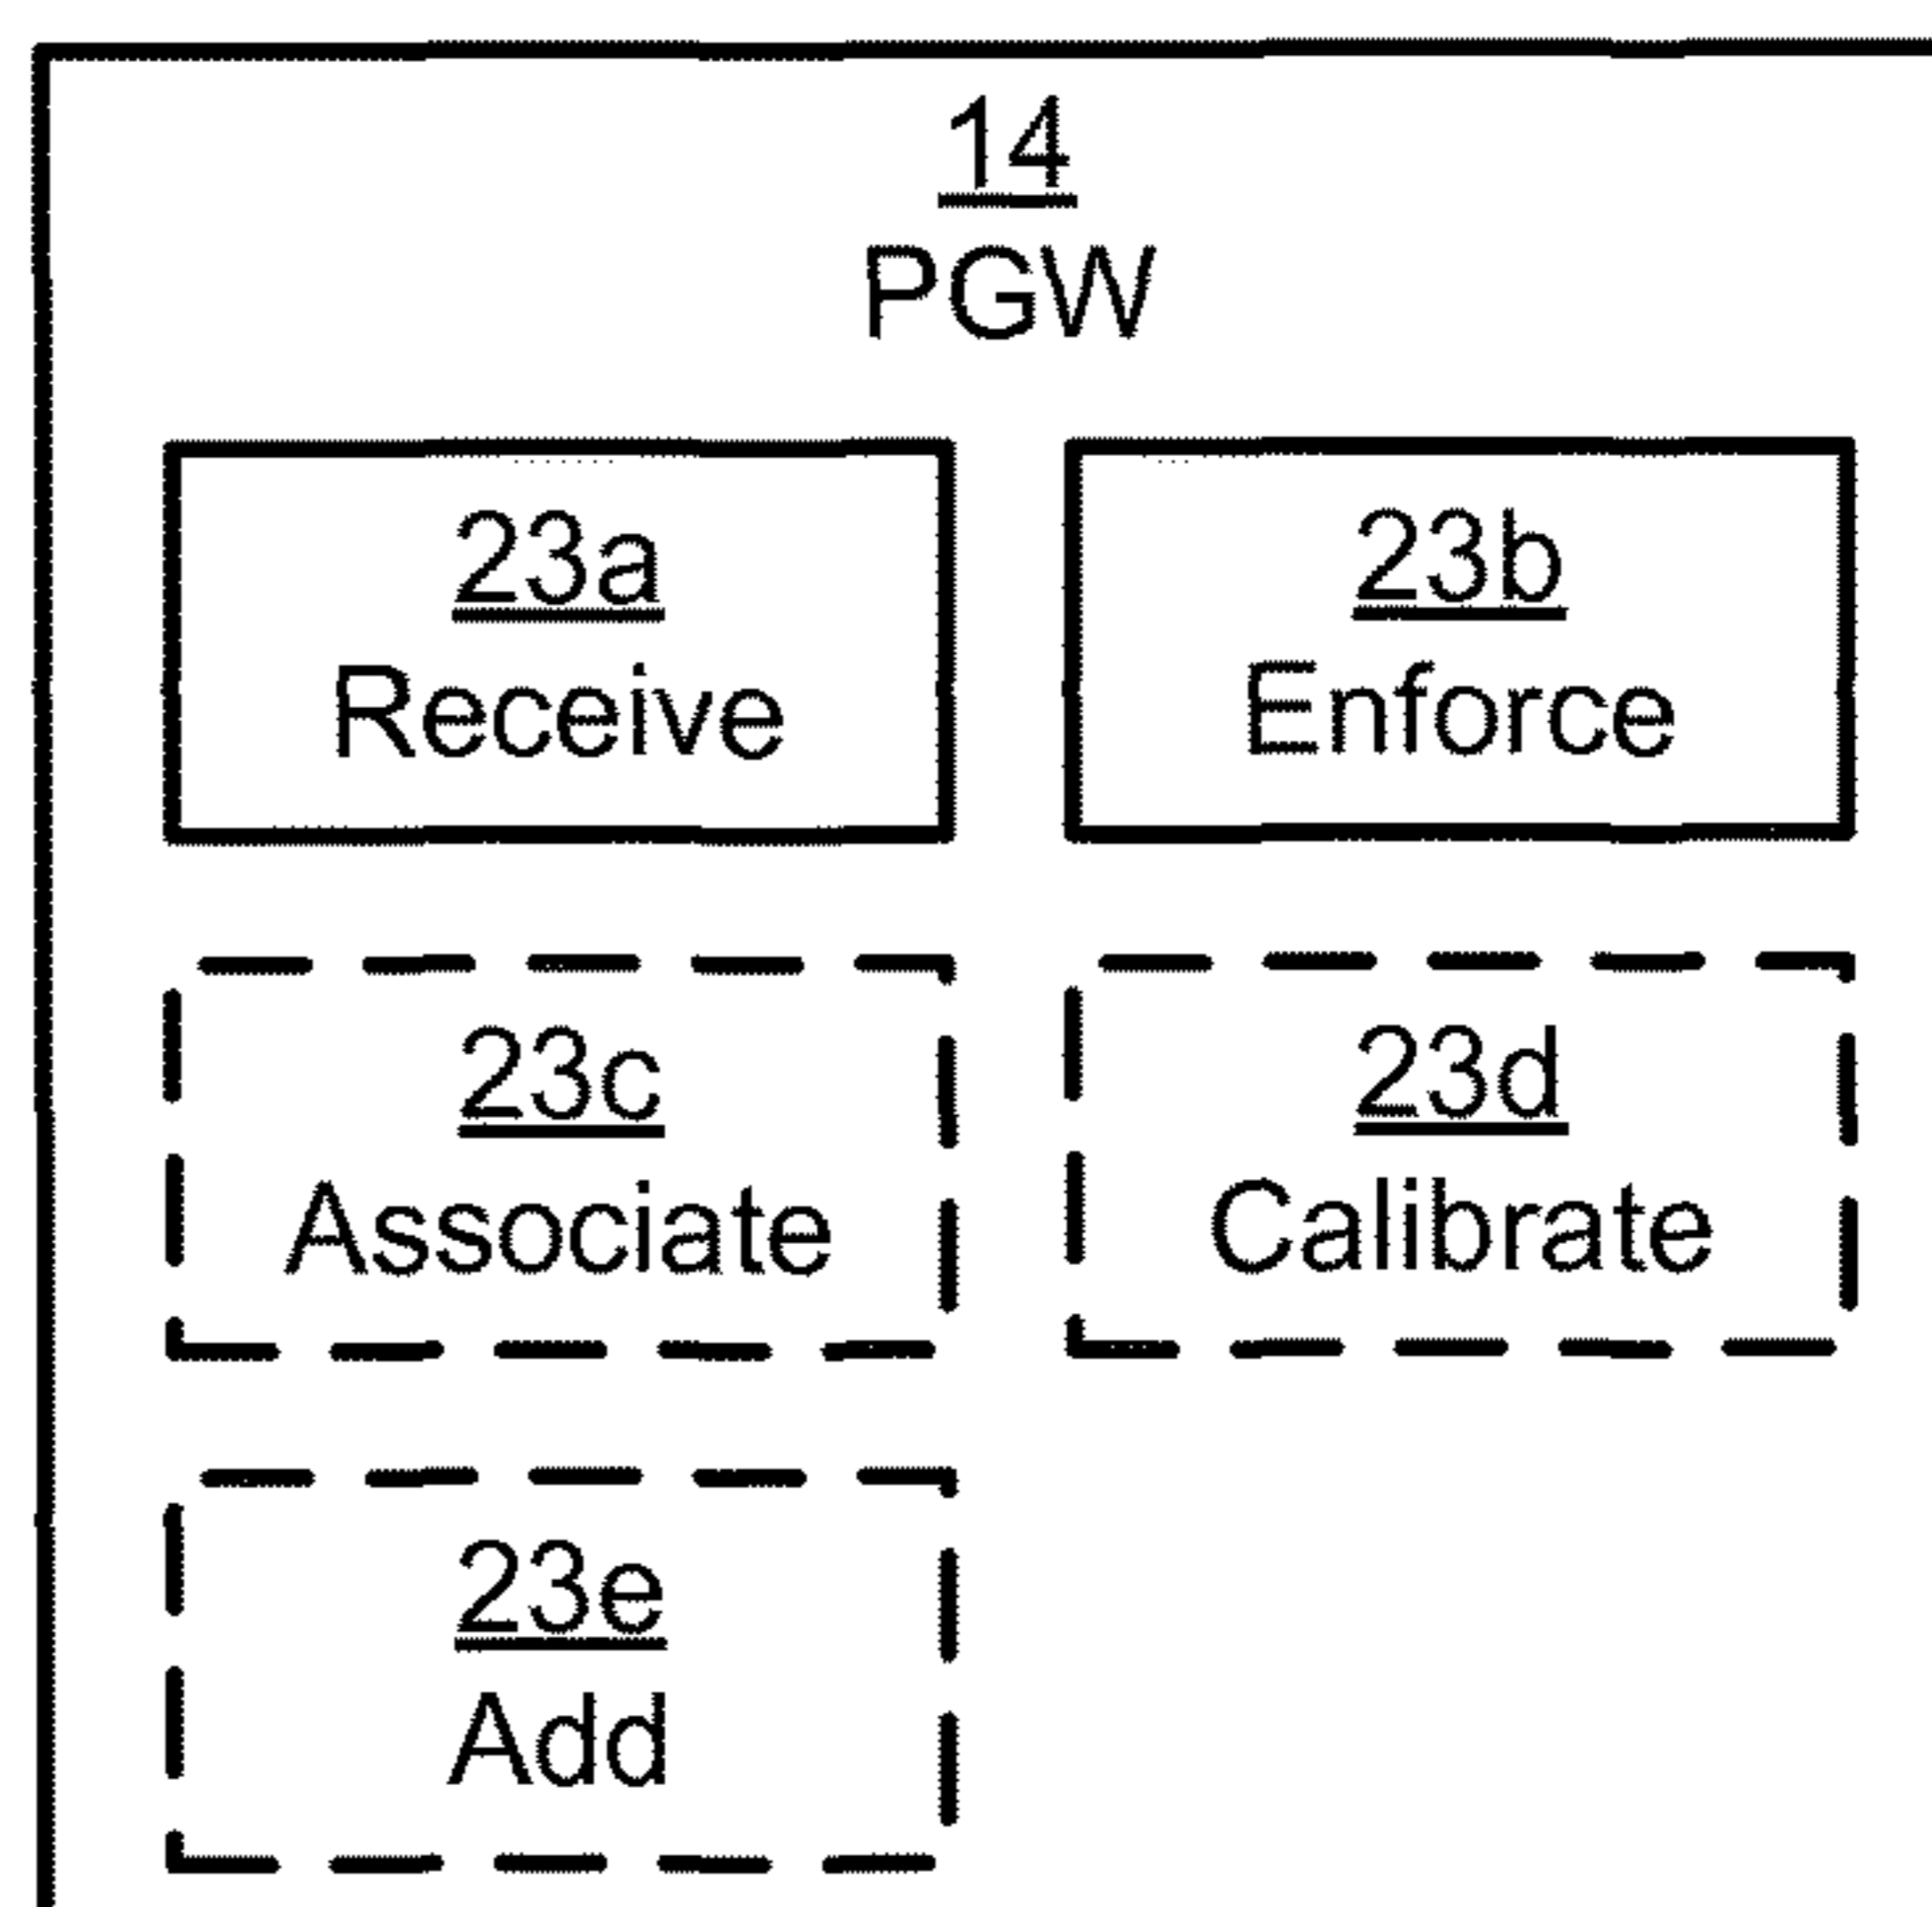 14
PGW
23a
Receive
23b
Enforce
23c
Associate
23d
Calibrate
23e
Add